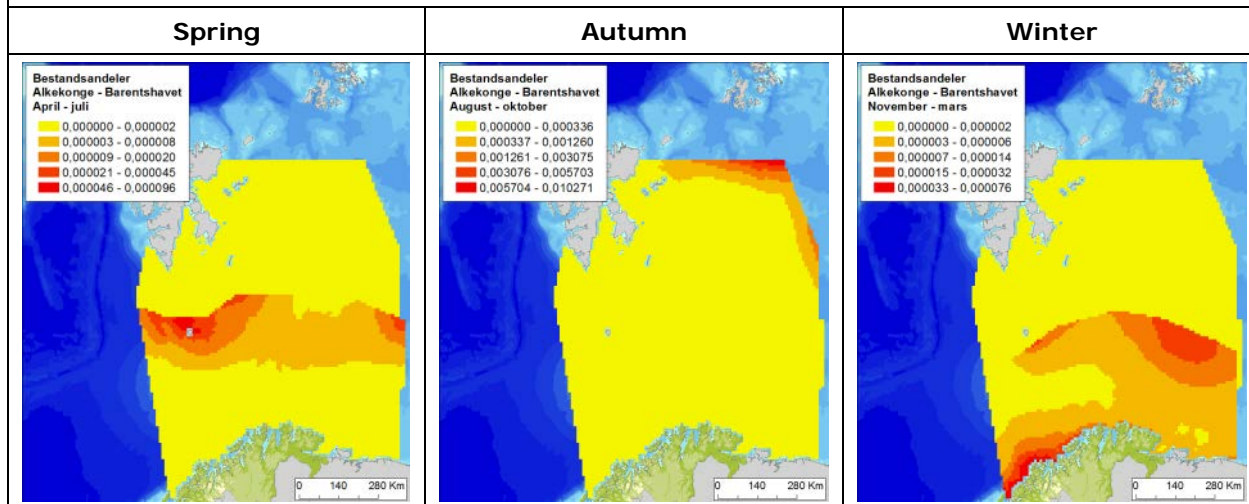 Spring
Autumn
Winter
Bestandsandeler
Alkekonge - Barentshavet
April - juli
0,000000 - 0,000002
0,000003 - 0,000008
0,000009 - 0,000020
0,000021 - 0,000045
0,000046 - 0,000096
0 140 280 Km
Bestandsandeler
Alkekonge - Barentshavet
August - oktober
0,000000 - 0,000336
0,000337 - 0,001260
0,001261 - 0,003075
0,003076 - 0,005703
0,005704 - 0,010271
0 140 280 Km
Bestandsandeler
Alkekonge - Barentshavet
November - mars
0,000000 - 0,000002
0,000003 - 0,000006
0,000007 - 0,000014
0,000015 - 0,000032
0,000033 - 0,000076
0 140 280 Km